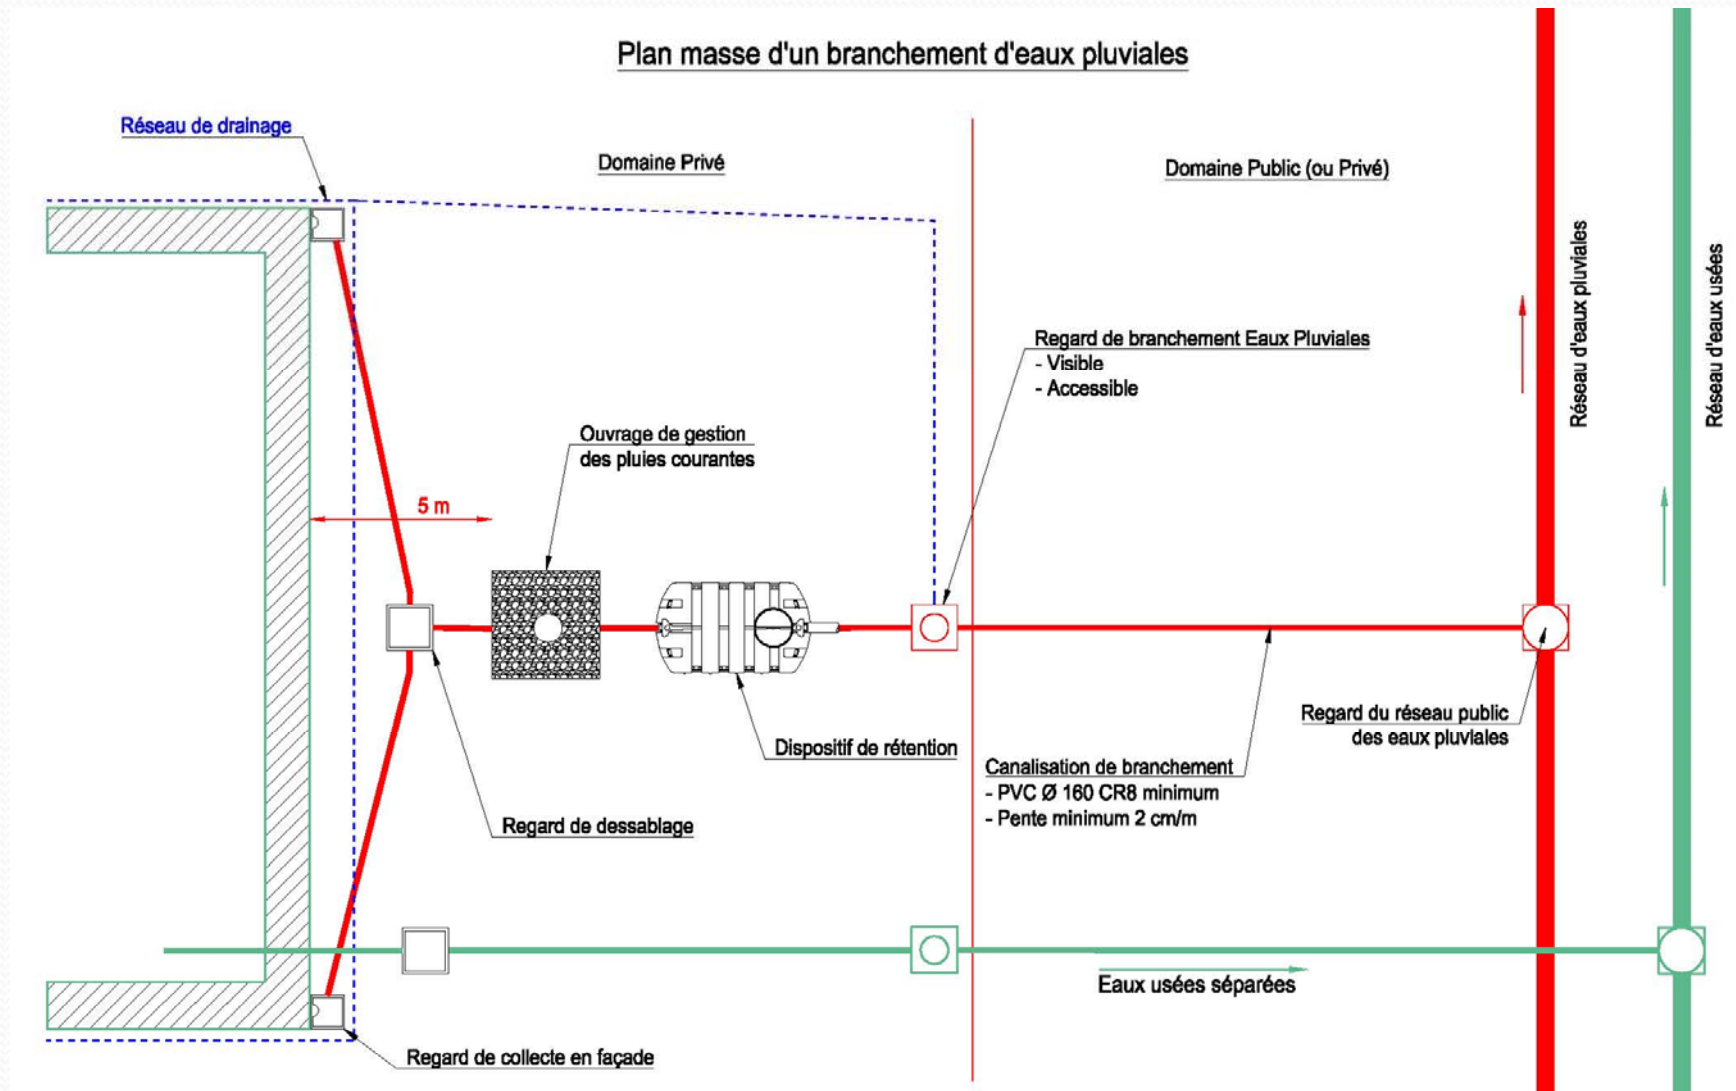 Plan masse d'un branchement d'eaux pluviales
Réseau de drainage
Domaine Privé
Domaine Public (ou Privé)
Réseau d'eaux pluviales
Réseau d'eaux usées
Regard de branchement Eaux Pluviales
- Visible
- Accessible
Ouvrage de gestion
des pluies courantes
5 m
Regard du réseau public
des eaux pluviales
Dispositif de rétention
Canalisation de branchement
- PVC Ø 160 CR8 minimum
- Pente minimum 2 cm/m
Regard de dessablage
Eaux usées séparées
Regard de collecte en façade